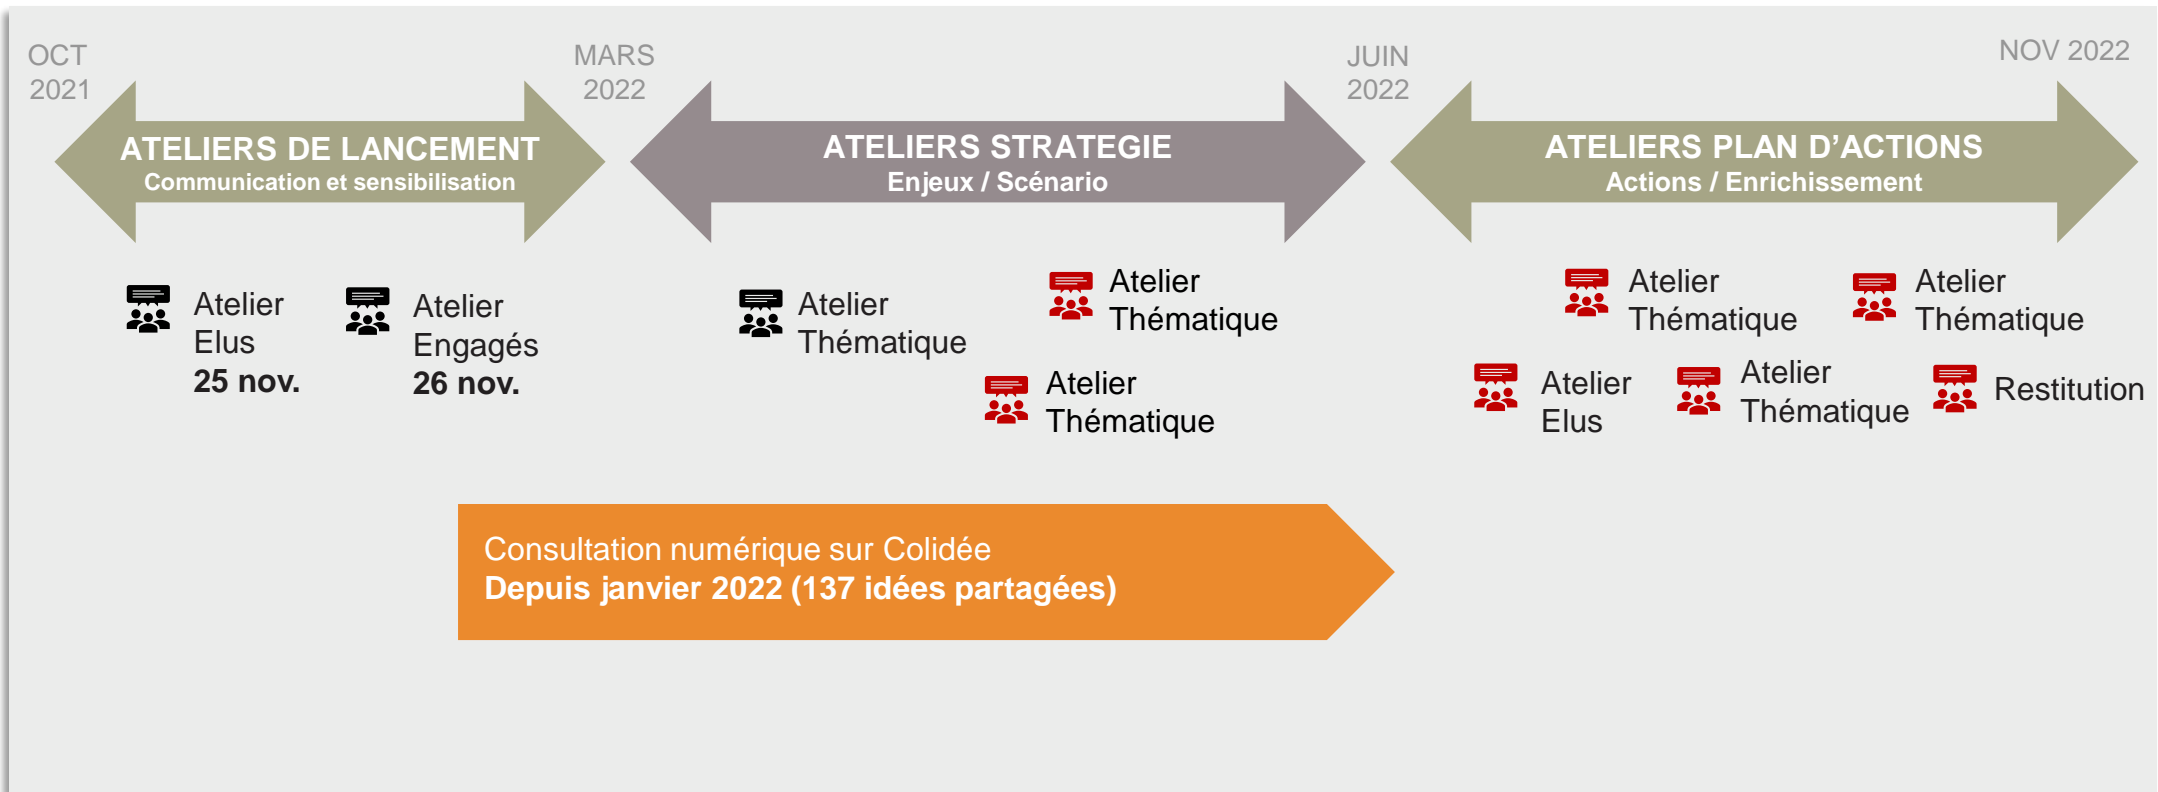 OCT
2021
MARS
2022
JUIN
2022
NOV 2022
ATELIERS DE LANCEMENT
Communication et sensibilisation
ATELIERS STRATEGIE
Enjeux / Scénario
ATELIERS PLAN D’ACTIONS
Actions / Enrichissement
Atelier
Elus
25 nov.
Atelier
Engagés
26 nov.
Atelier
Thématique
Atelier
Thématique
Atelier
Thématique
Atelier
Thématique
Atelier
Thématique
Atelier
Elus
Atelier
Thématique
Restitution
Consultation numérique sur Colidée
Depuis janvier 2022 (137 idées partagées)